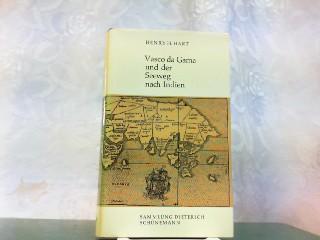 HENRY H. HART
Vasco da Gama
und der
Seeweg
nach Indien
SAMMLUNG DIETERICH
SCHÜNEMANN